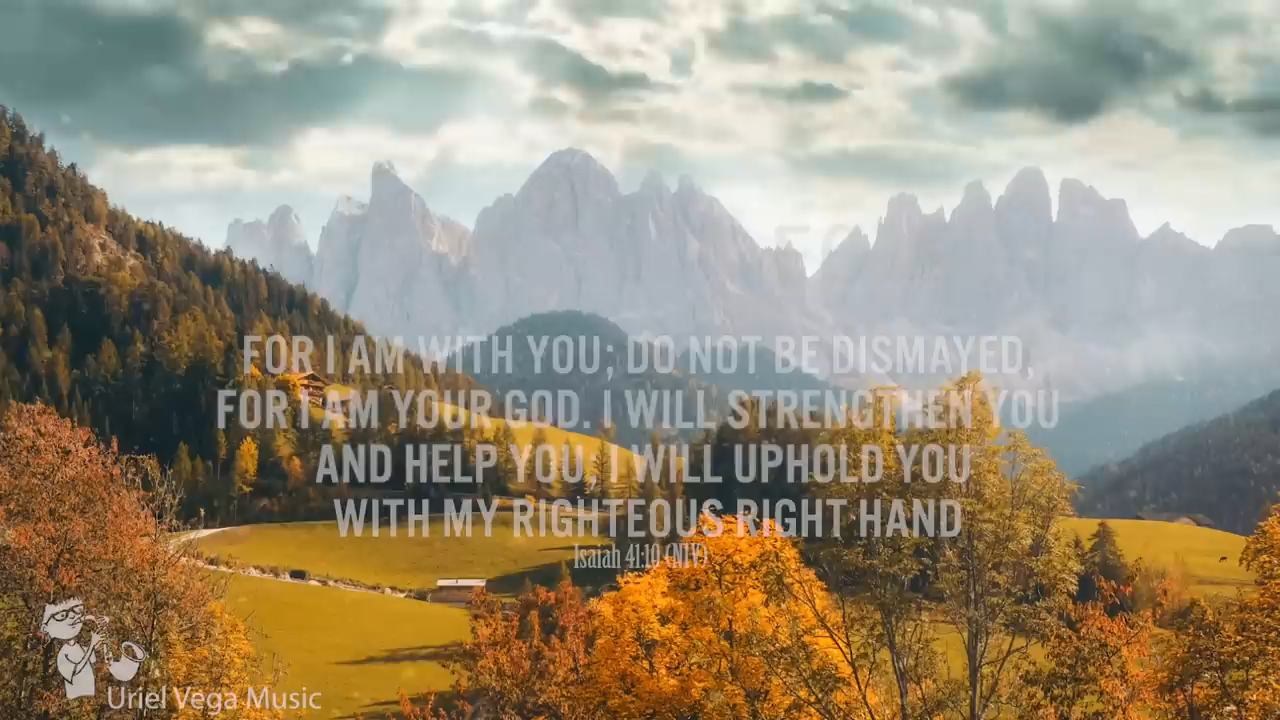 FOR I AM WITH YOU; DO NOT BE DISMAYED,
FOR I AM YOUR GOD. I WILL STRENGTHEN YOU
AND HELP YOU; I WILL UPHOLD YOU
WITH MY RIGHTEOUS RIGHT HAND
Isaiah 41:10 (NIV)
Uriel Vega Music